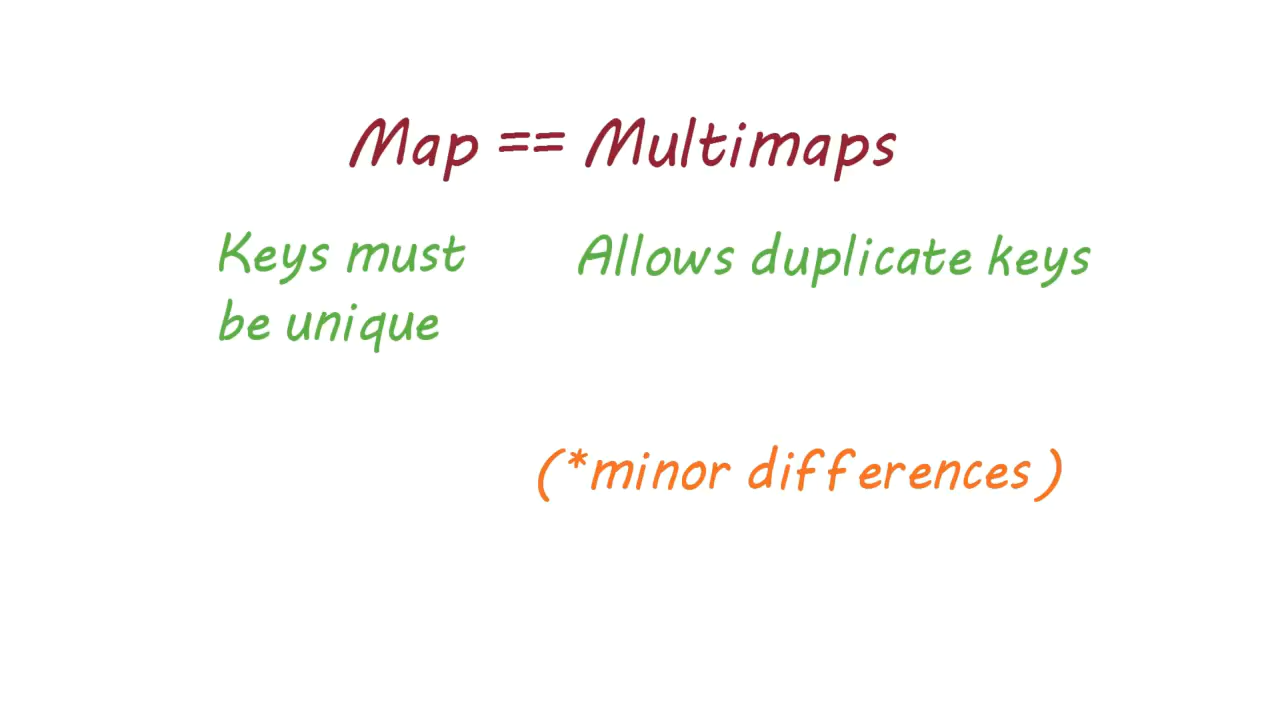 Map == Multimaps
Keys must
be unique
Allows duplicate keys
(*minor differences)